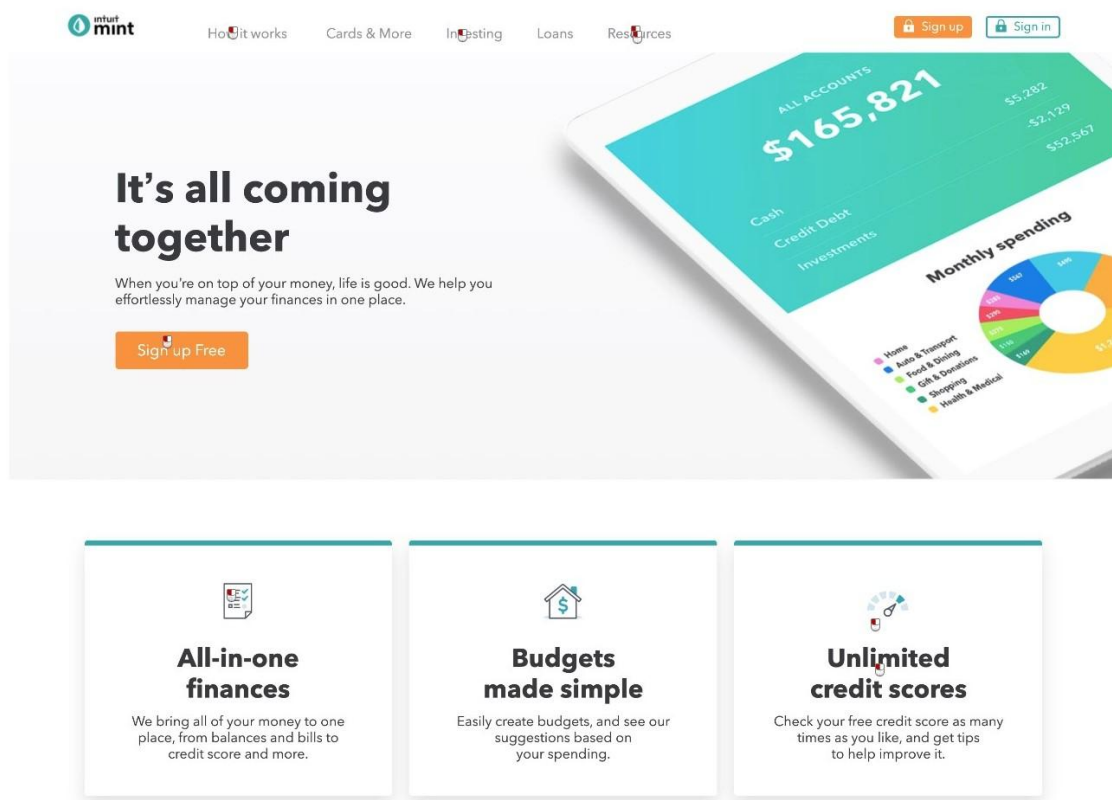 intuit
mint
How it works
Cards & More
Investing
Loans
Resources
Sign up
Sign in
It's all coming
together
When you're on top of your money, life is good. We help you
effortlessly manage your finances in one place.
Sign up Free
ALL ACCOUNTS
$165,821
Cash $5,282
Credit Debt -$2,129
Investments $52,567
Monthly spending
Home
Auto & Transport
Food & Dining
Gift & Donations
Shopping
Health & Medical
All-in-one
finances
We bring all of your money to one
place, from balances and bills to
credit score and more.
$
Budgets
made simple
Easily create budgets, and see our
suggestions based on
your spending.
Unlimited
credit scores
Check your free credit score as many
times as you like, and get tips
to help improve it.